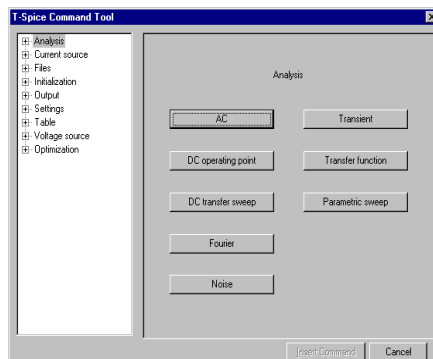 T-Spice Command Tool
Analysis
Current source
Files
Initialization
Output
Settings
Table
Voltage source
Optimization
Analysis
AC
Transient
DC operating point
Transfer function
DC transfer sweep
Parametric sweep
Fourier
Noise
Insert Command
Cancel